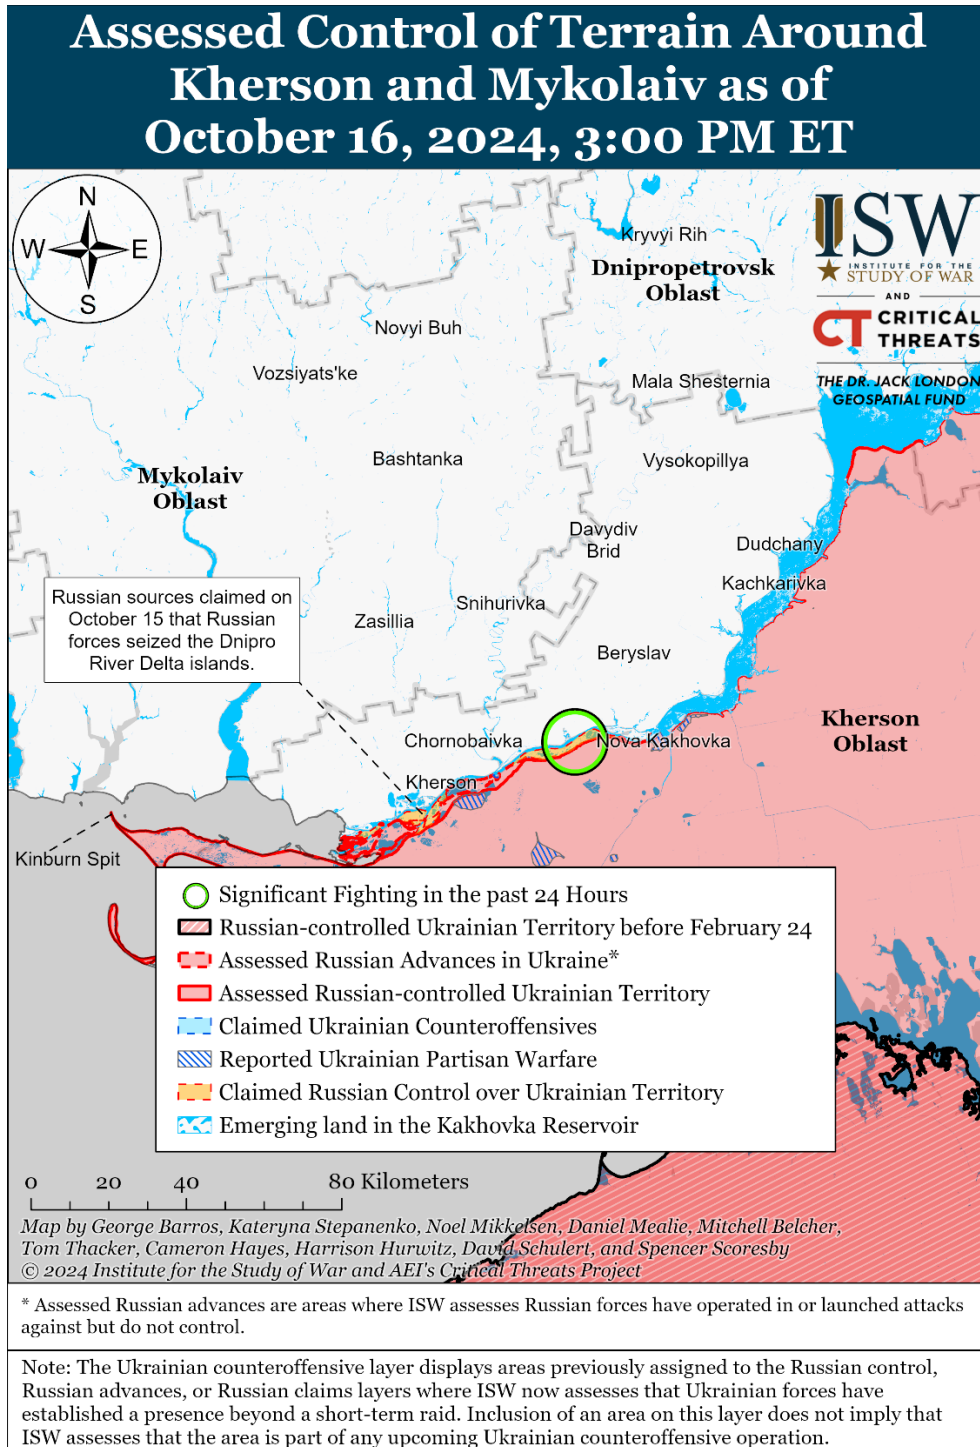 Assessed Control of Terrain Around
Kherson and Mykolaiv as of
October 16, 2024, 3:00 PM ET
N
W
E
S
ISW
INSTITUTE FOR THE
STUDY OF WAR
AND
CT CRITICAL
THREATS
THE DR. JACK LONDON
GEOSPATIAL FUND
Kryvyi Rih
Dnipropetrovsk
Oblast
Novyi Buh
Vozsiyats'ke
Mala Shesternia
Bashtanka
Vysokopillya
Mykolaiv
Oblast
Davydiv
Brid
Dudchany
Kachkarivka
Russian sources claimed on
October 15 that Russian
forces seized the Dnipro
River Delta islands.
Snihurivka
Zasillia
Beryslav
Kherson
Oblast
Chornobaivka
Nova Kakhovka
Kherson
Kinburn Spit
Significant Fighting in the past 24 Hours
Russian-controlled Ukrainian Territory before February 24
Assessed Russian Advances in Ukraine*
Assessed Russian-controlled Ukrainian Territory
Claimed Ukrainian Counteroffensives
Reported Ukrainian Partisan Warfare
Claimed Russian Control over Ukrainian Territory
Emerging land in the Kakhovka Reservoir
0 20 40 80 Kilometers
Map by George Barros, Kateryna Stepanenko, Noel Mikkelsen, Daniel Mealie, Mitchell Belcher,
Tom Thacker, Cameron Hayes, Harrison Hurwitz, David Schulert, and Spencer Scoresby
© 2024 Institute for the Study of War and AEI's Critical Threats Project
* Assessed Russian advances are areas where ISW assesses Russian forces have operated in or launched attacks
against but do not control.
Note: The Ukrainian counteroffensive layer displays areas previously assigned to the Russian control,
Russian advances, or Russian claims layers where ISW now assesses that Ukrainian forces have
established a presence beyond a short-term raid. Inclusion of an area on this layer does not imply that
ISW assesses that the area is part of any upcoming Ukrainian counteroffensive operation.